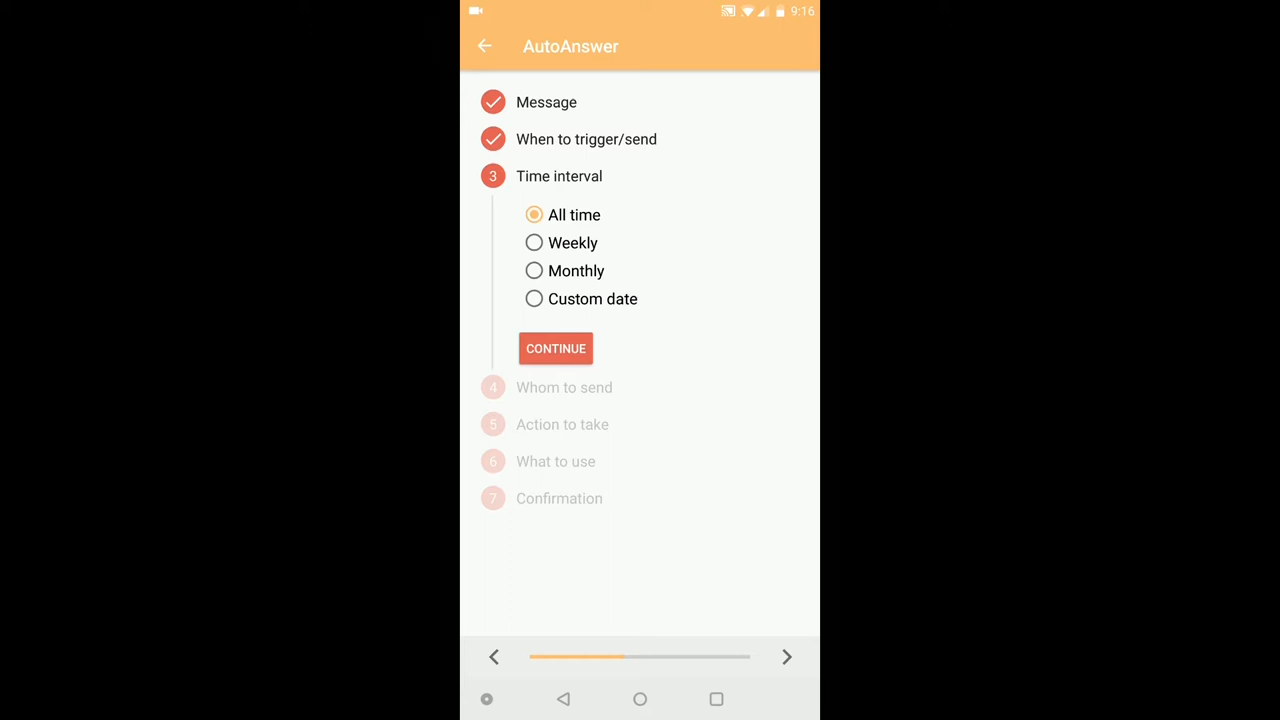 9:16
AutoAnswer
Message
When to trigger/send
3 Time interval
All time
Weekly
Monthly
Custom date
CONTINUE
4 Whom to send
5 Action to take
6 What to use
7 Confirmation